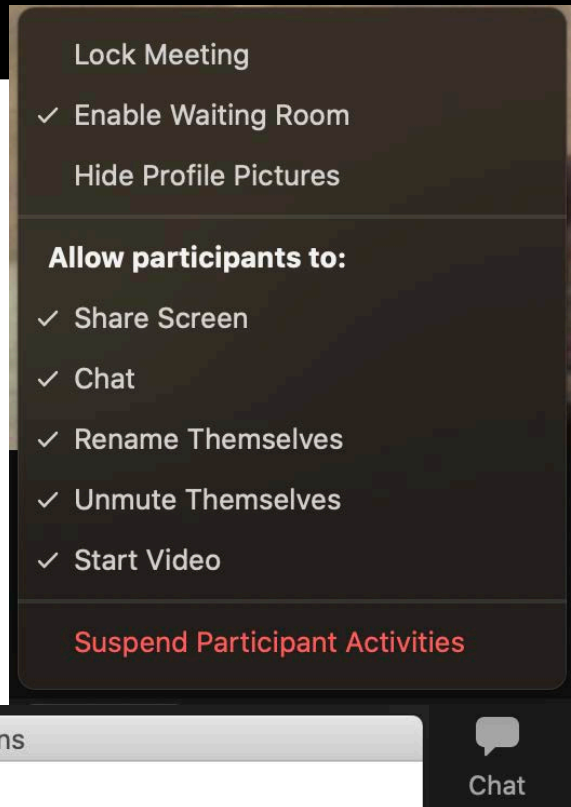 Lock Meeting
✓ Enable Waiting Room
Hide Profile Pictures
Allow participants to:
✓ Share Screen
✓ Chat
✓ Rename Themselves
✓ Unmute Themselves
✓ Start Video
Suspend Participant Activities
ns
Chat